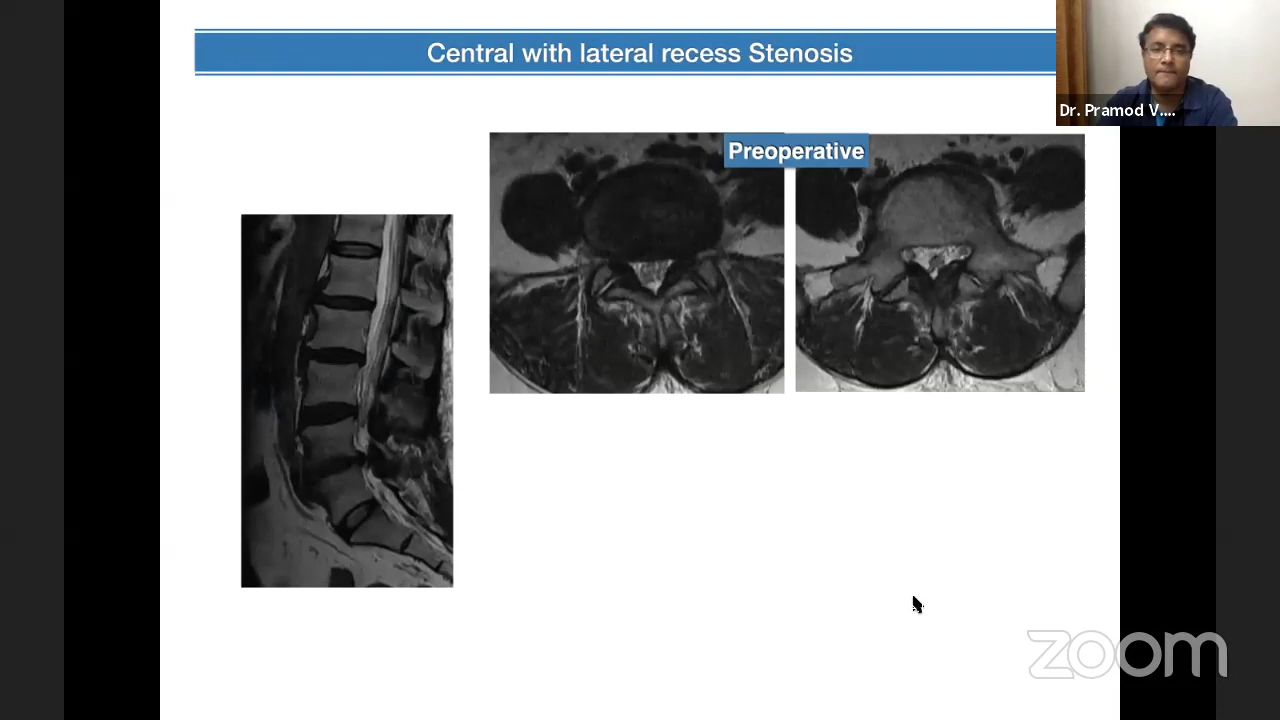 Central with lateral recess Stenosis
Dr. Pramod V....
Preoperative
zoom